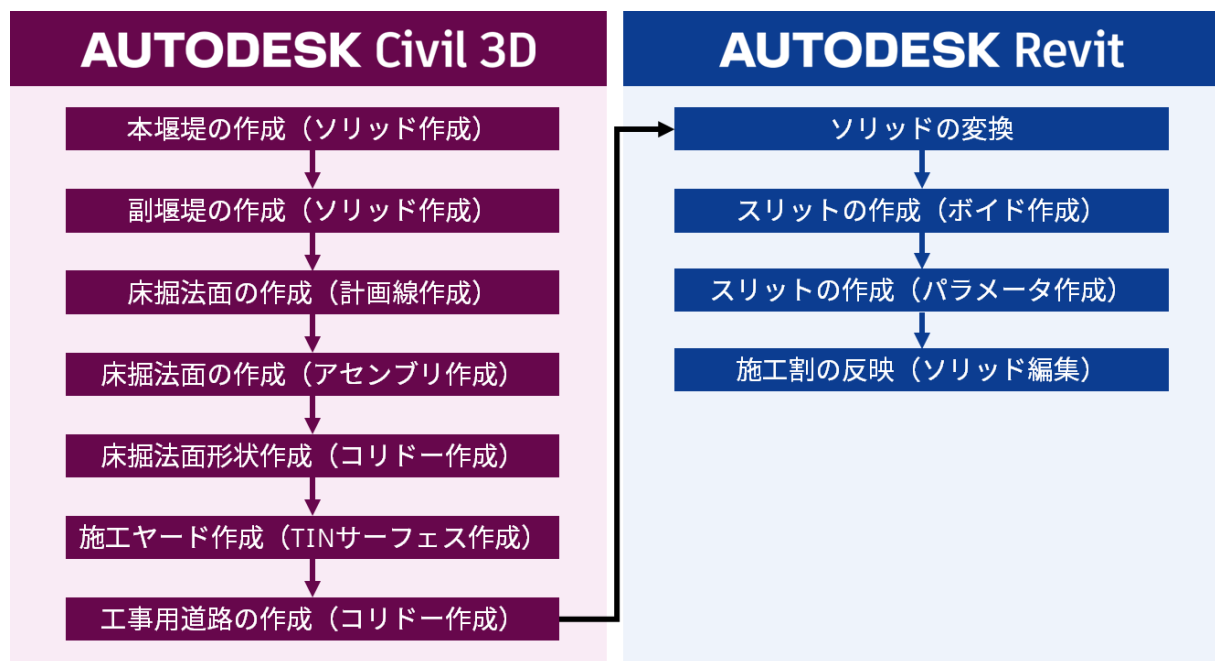 AUTODESK Civil 3D
本堰堤の作成（ソリッド作成）
副堰堤の作成（ソリッド作成）
床掘法面の作成（計画線作成）
床掘法面の作成（アセンブリ作成）
床掘法面形状作成（コリドー作成）
施工ヤード作成（TINサーフェス作成）
工事用道路の作成（コリドー作成）
AUTODESK Revit
ソリッドの変換
スリットの作成（ボイド作成）
スリットの作成（パラメータ作成）
施工割の反映（ソリッド編集）